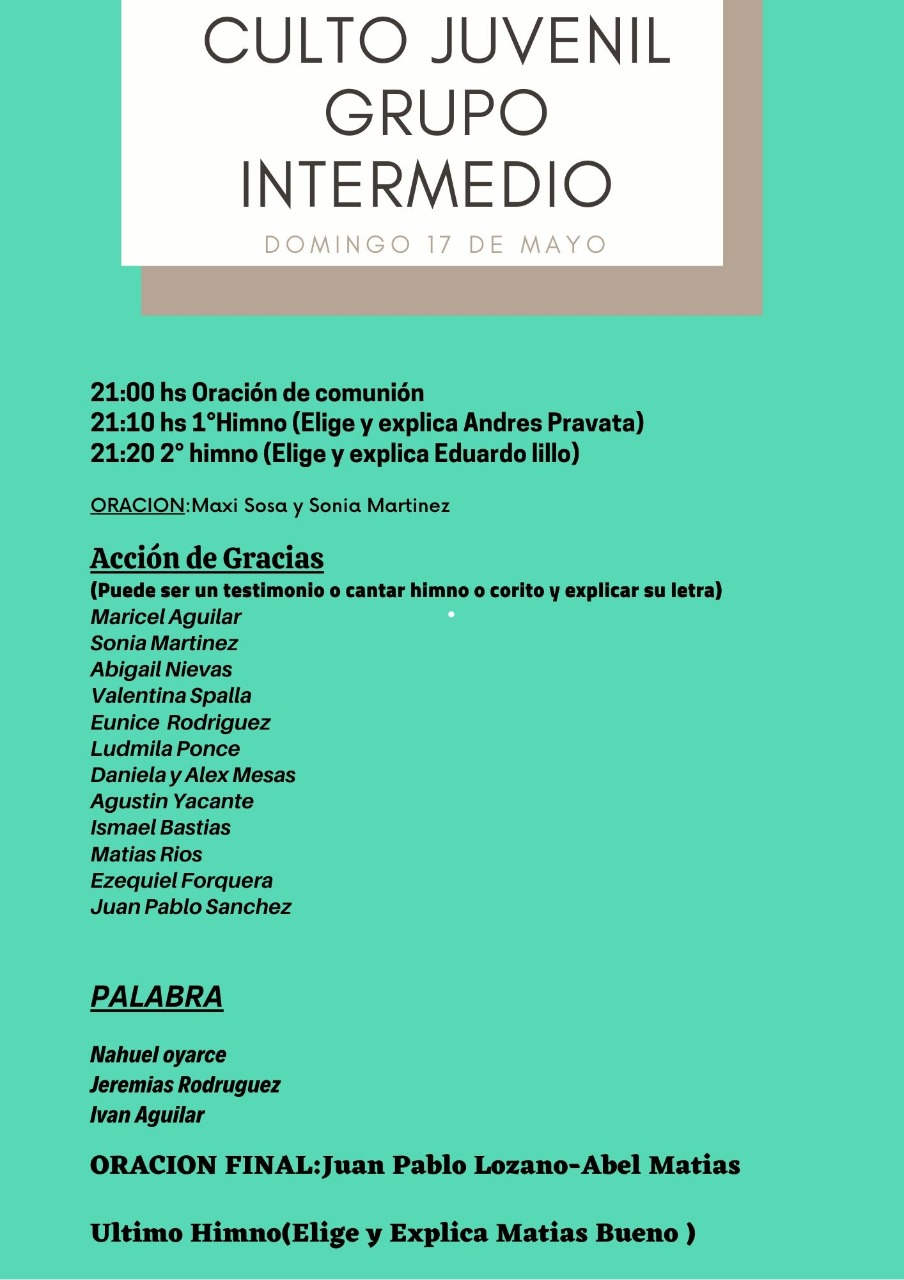 CULTO JUVENIL
GRUPO
INTERMEDIO
DOMINGO 17 DE MAYO
21:00 hs Oración de comunión
21:10 hs 1°Himno (Elige y explica Andres Pravata)
21:20 2° himno (Elige y explica Eduardo lillo)
ORACION:Maxi Sosa y Sonia Martinez
Acción de Gracias
(Puede ser un testimonio o cantar himno o corito y explicar su letra)
Maricel Aguilar
Sonia Martinez
Abigail Nievas
Valentina Spalla
Eunice Rodriguez
Ludmila Ponce
Daniela y Alex Mesas
Agustin Yacante
Ismael Bastias
Matias Rios
Ezequiel Forquera
Juan Pablo Sanchez
PALABRA
Nahuel oyarce
Jeremias Rodruguez
Ivan Aguilar
ORACION FINAL:Juan Pablo Lozano-Abel Matias
Ultimo Himno(Elige y Explica Matias Bueno )